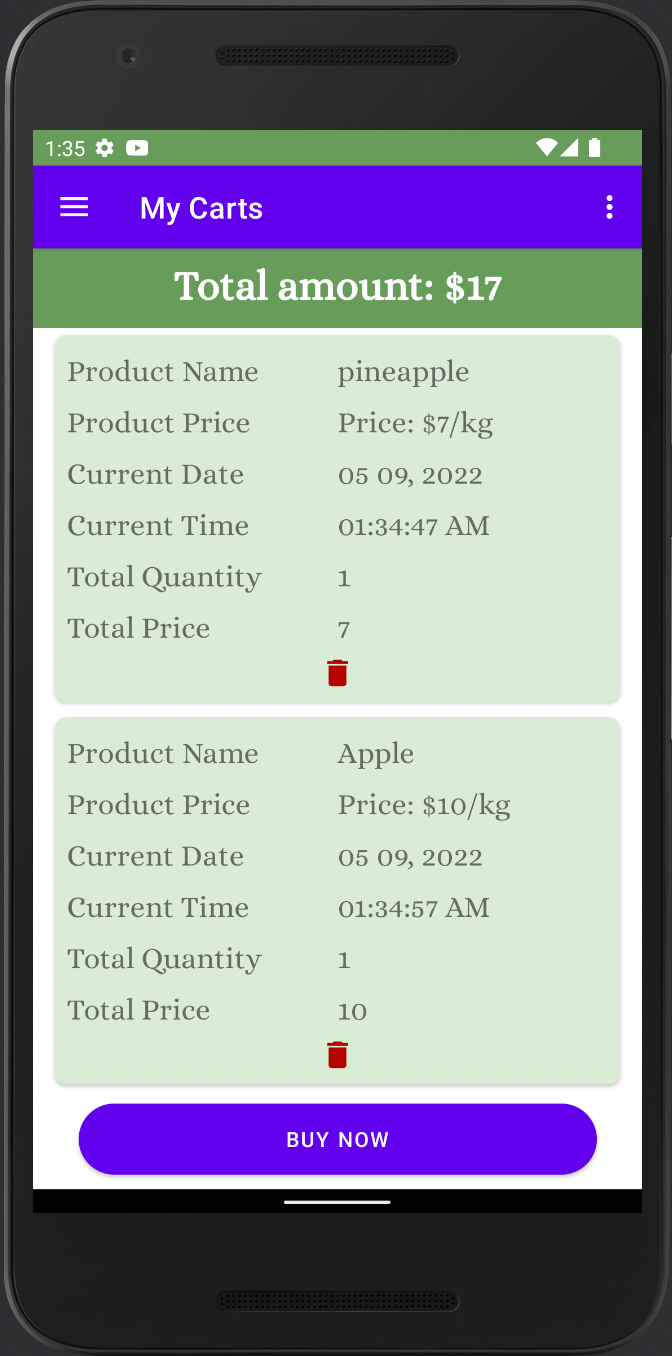 1:35
My Carts
Total amount: $17
Product Name pineapple
Product Price Price: $7/kg
Current Date 05 09, 2022
Current Time 01:34:47 AM
Total Quantity 1
Total Price 7
Product Name Apple
Product Price Price: $10/kg
Current Date 05 09, 2022
Current Time 01:34:57 AM
Total Quantity 1
Total Price 10
BUY NOW